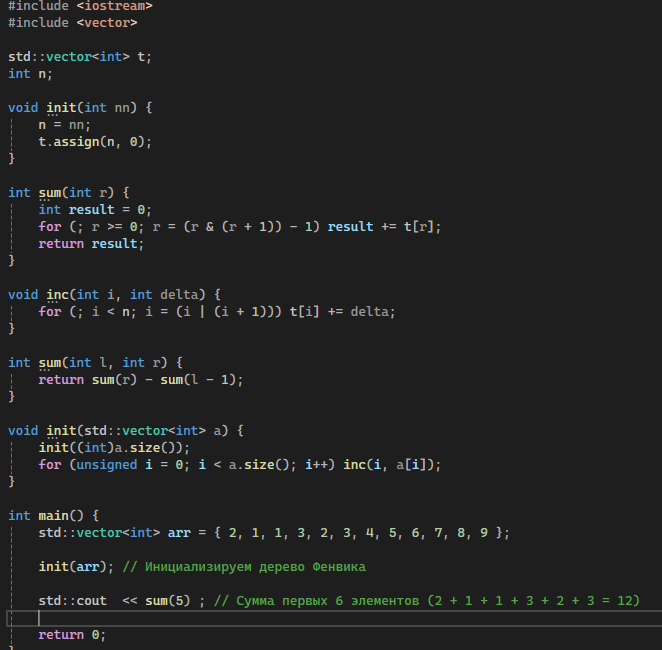 #include <iostream>
#include <vector>
std::vector<int> t;
int n;
void init(int nn) {
n = nn;
t.assign(n, 0);
}
int sum(int r) {
int result = 0;
for (; r >= 0; r = (r & (r + 1)) - 1) result += t[r];
return result;
}
void inc(int i, int delta) {
for (; i < n; i = (i | (i + 1))) t[i] += delta;
}
int sum(int l, int r) {
return sum(r) - sum(l - 1);
}
void init(std::vector<int> a) {
init((int)a.size());
for (unsigned i = 0; i < a.size(); i++) inc(i, a[i]);
}
int main() {
std::vector<int> arr = { 2, 1, 1, 3, 2, 3, 4, 5, 6, 7, 8, 9 };
init(arr); // Инициализируем дерево Фенвика
std::cout  << sum(5) ; // Сумма первых 6 элементов (2 + 1 + 1 + 3 + 2 + 3 = 12)
return 0;
}